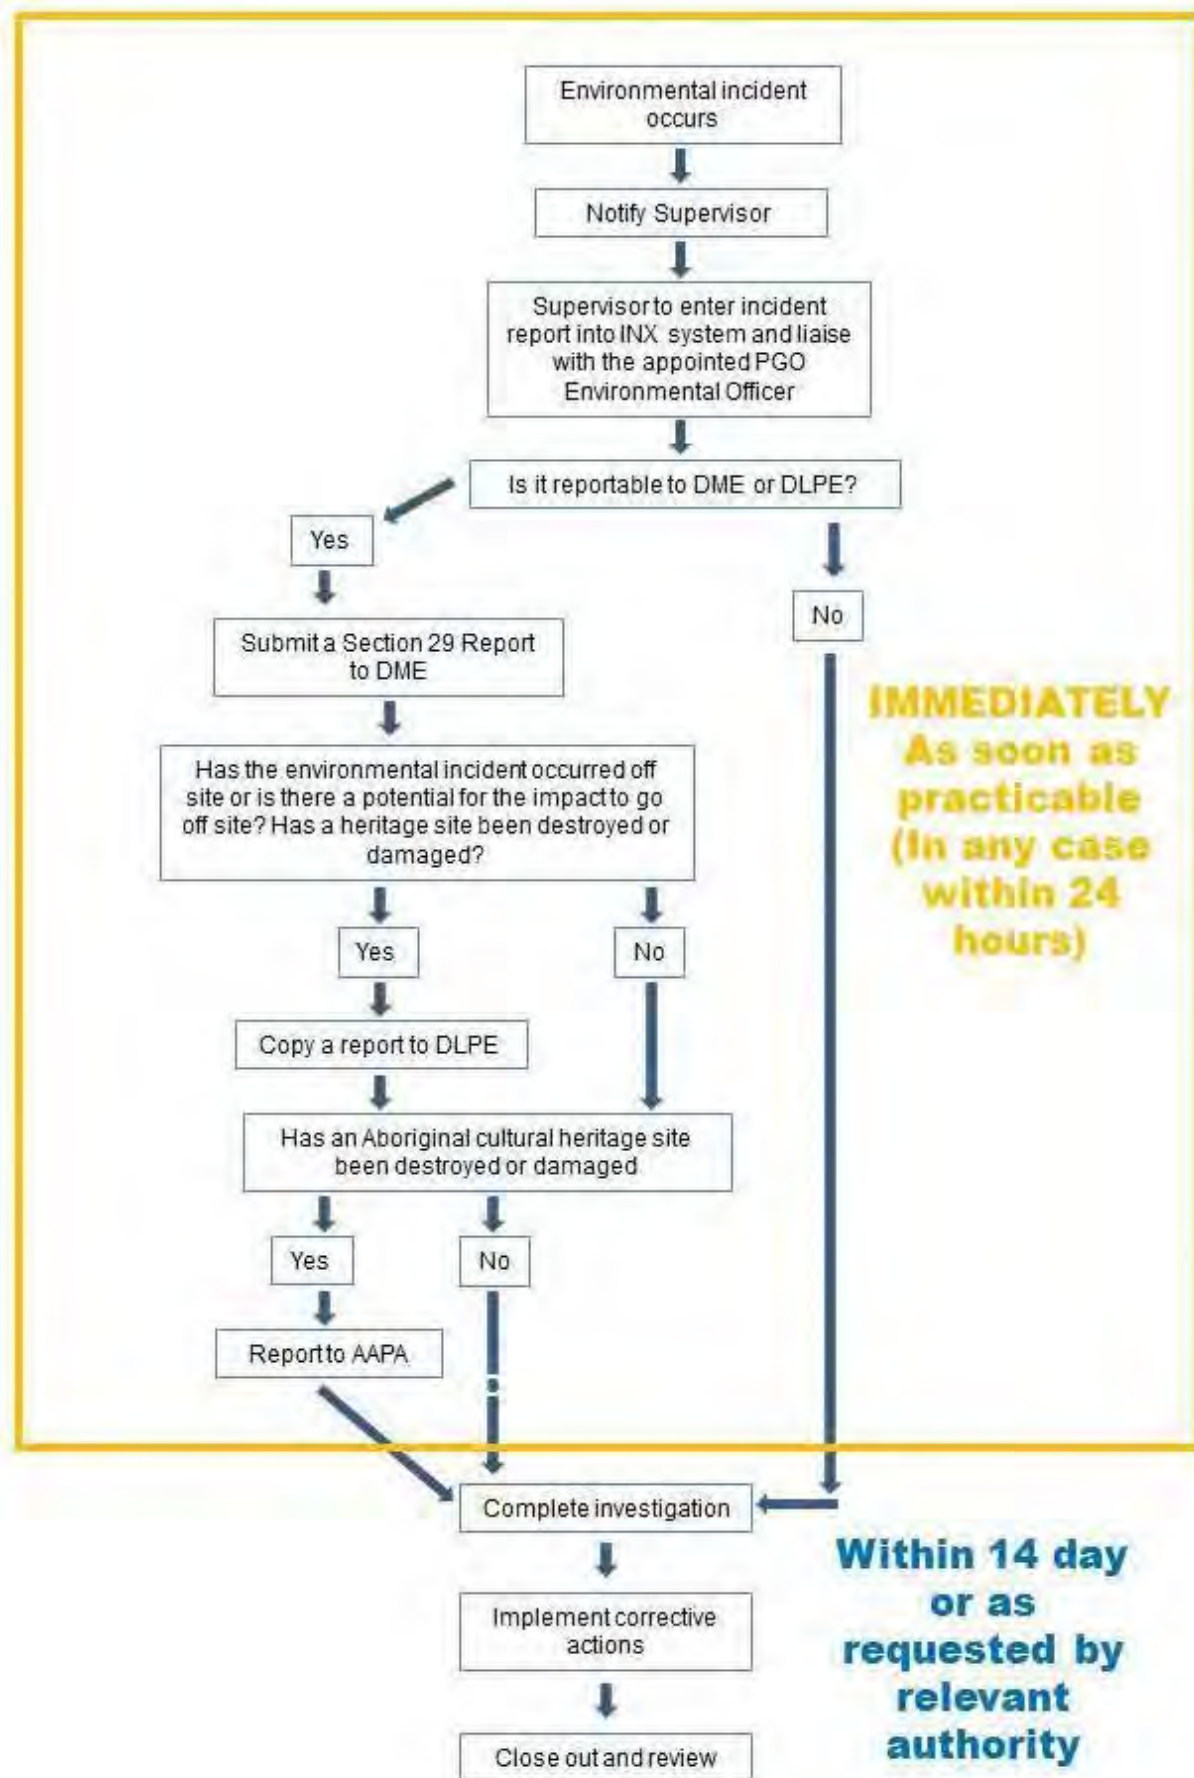 Environmental incident
occurs
Notify Supervisor
Supervisor to enter incident
report into INX system and liaise
with the appointed PGO
Environmental Officer
Is it reportable to DME or DLPE?
Yes
No
Submit a Section 29 Report
to DME
IMMEDIATELY
As soon as
practicable
(In any case
within 24
hours)
Has the environmental incident occurred off
site or is there a potential for the impact to go
off site? Has a heritage site been destroyed or
damaged?
Yes
No
Copy a report to DLPE
Has an Aboriginal cultural heritage site
been destroyed or damaged
Yes
No
Report to AAPA
Complete investigation
Implement corrective
actions
Close out and review
Within 14 day
or as
requested by
relevant
authority